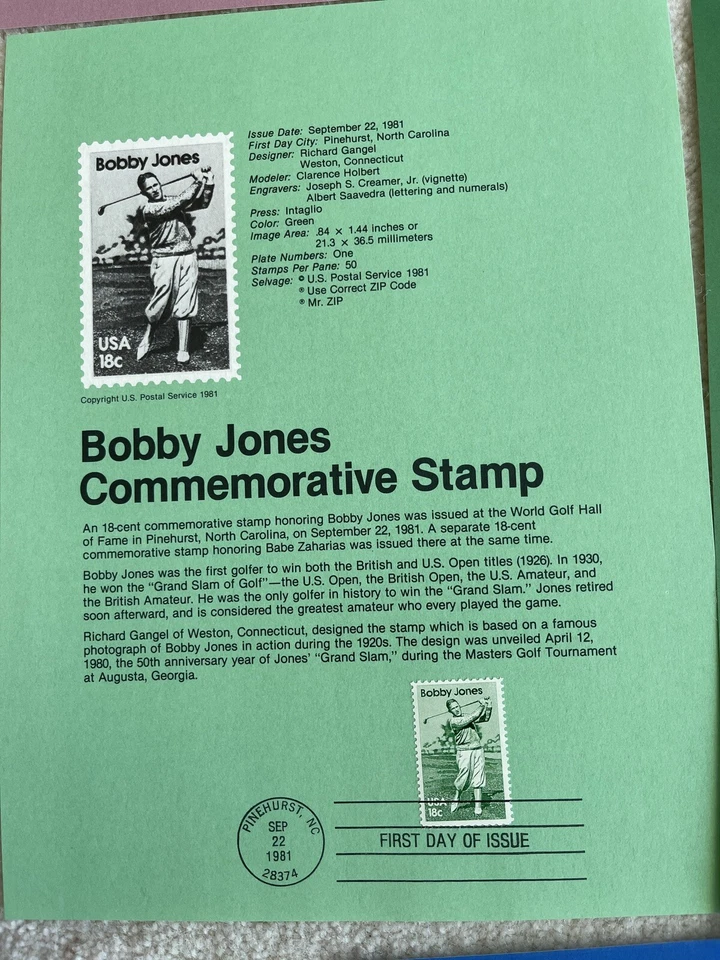 Bobby Jones
USA
18c
Copyright U.S. Postal Service 1981
Issue Date: September 22, 1981
First Day City: Pinehurst, North Carolina
Designer: Richard Gangel
Weston, Connecticut
Modeler: Clarence Holbert
Engravers: Joseph S. Creamer, Jr. (vignette)
Albert Saavedra (lettering and numerals)
Press: Intaglio
Color: Green
Image Area: .84 × 1.44 inches or
21.3 × 36.5 millimeters
Plate Numbers: One
Stamps Per Pane: 50
Selvage: © U.S. Postal Service 1981
® Use Correct ZIP Code
® Mr. ZIP
Bobby Jones
Commemorative Stamp
An 18-cent commemorative stamp honoring Bobby Jones was issued at the World Golf Hall
of Fame in Pinehurst, North Carolina, on September 22, 1981. A separate 18-cent
commemorative stamp honoring Babe Zaharias was issued there at the same time.
Bobby Jones was the first golfer to win both the British and U.S. Open titles (1926). In 1930,
he won the “Grand Slam of Golf”—the U.S. Open, the British Open, the U.S. Amateur, and
the British Amateur. He was the only golfer in history to win the “Grand Slam.” Jones retired
soon afterward, and is considered the greatest amateur who every played the game.
Richard Gangel of Weston, Connecticut, designed the stamp which is based on a famous
photograph of Bobby Jones in action during the 1920s. The design was unveiled April 12,
1980, the 50th anniversary year of Jones’ “Grand Slam,” during the Masters Golf Tournament
at Augusta, Georgia.
Bobby Jones
USA
18c
PINEHURST, NC
SEP
22
1981
28374
FIRST DAY OF ISSUE